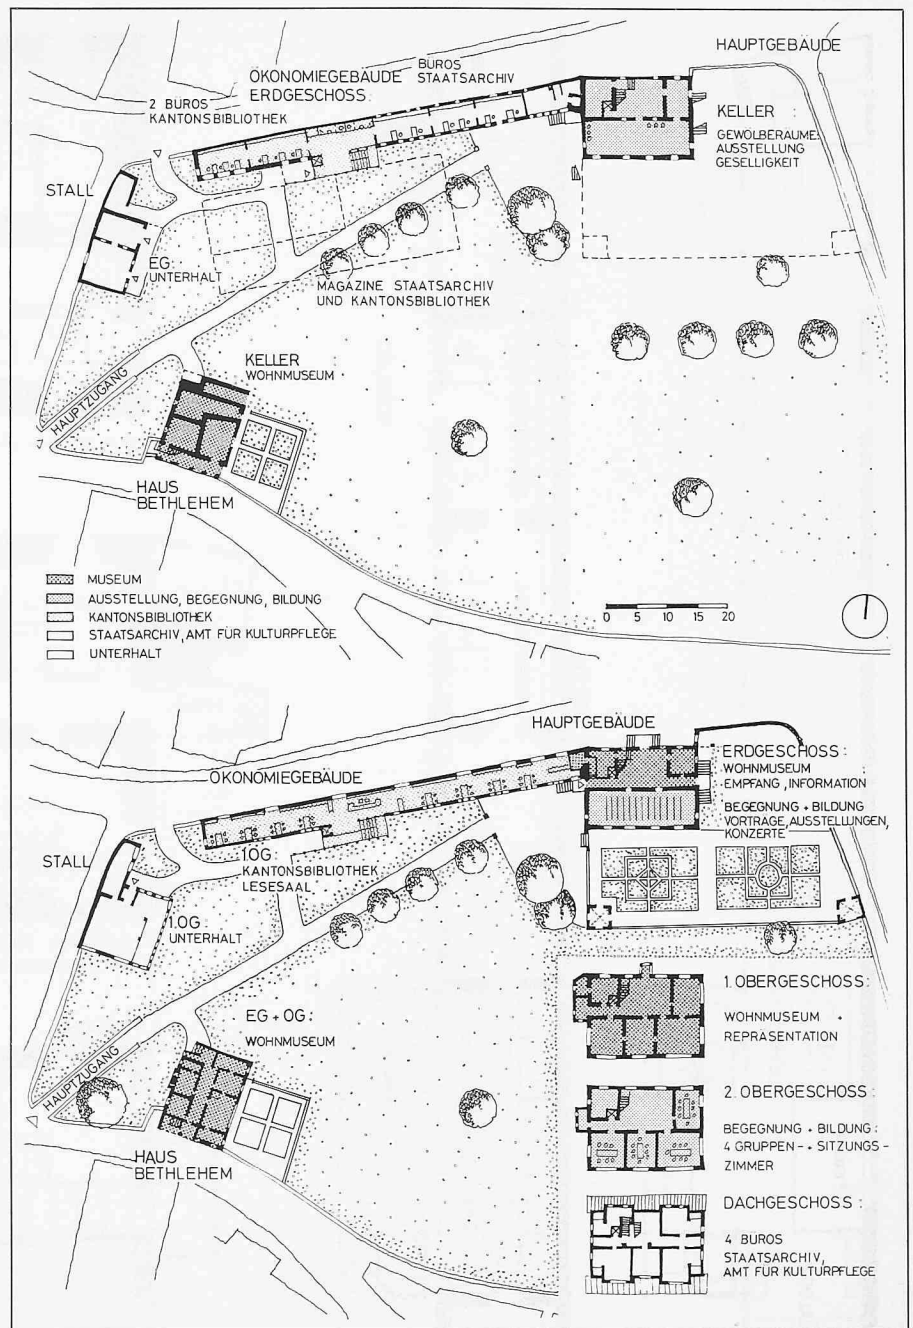 HAUPTGEBÄUDE
BÜROS
STAATSARCHIV
ÖKONOMIEGEBÄUDE
ERDGESCHOSS:
2 BÜROS
KANTONSBIBLIOTHEK
KELLER :
GEWÖLBERÄUME:
AUSSTELLUNG
GESELLIGKEIT
STALL
EG:
UNTERHALT
MAGAZINE STAATSARCHIV
UND KANTONSBIBLIOTHEK
KELLER
WOHNMUSEUM
HAUPTZUGANG
HAUS
BETHLEHEM
MUSEUM
AUSSTELLUNG, BEGEGNUNG, BILDUNG
KANTONSBIBLIOTHEK
STAATSARCHIV, AMT FÜR KULTURPFLEGE
UNTERHALT
0 5 10 15 20
HAUPTGEBÄUDE
ÖKONOMIEGEBÄUDE
ERDGESCHOSS :
WOHNMUSEUM
EMPFANG, INFORMATION
BEGEGNUNG + BILDUNG
VORTRÄGE, AUSSTELLUNGEN,
KONZERTE
STALL
1.OG:
KANTONSBIBLIOTHEK
LESESAAL
1.OG
UNTERHALT
EG + OG:
WOHNMUSEUM
HAUPTZUGANG
HAUS
BETHLEHEM
1. OBERGESCHOSS:
WOHNMUSEUM +
REPRÄSENTATION
2. OBERGESCHOSS :
BEGEGNUNG + BILDUNG :
4 GRUPPEN- + SITZUNGS-
ZIMMER
DACHGESCHOSS :
4 BÜROS
STAATSARCHIV,
AMT FÜR KULTURPFLEGE